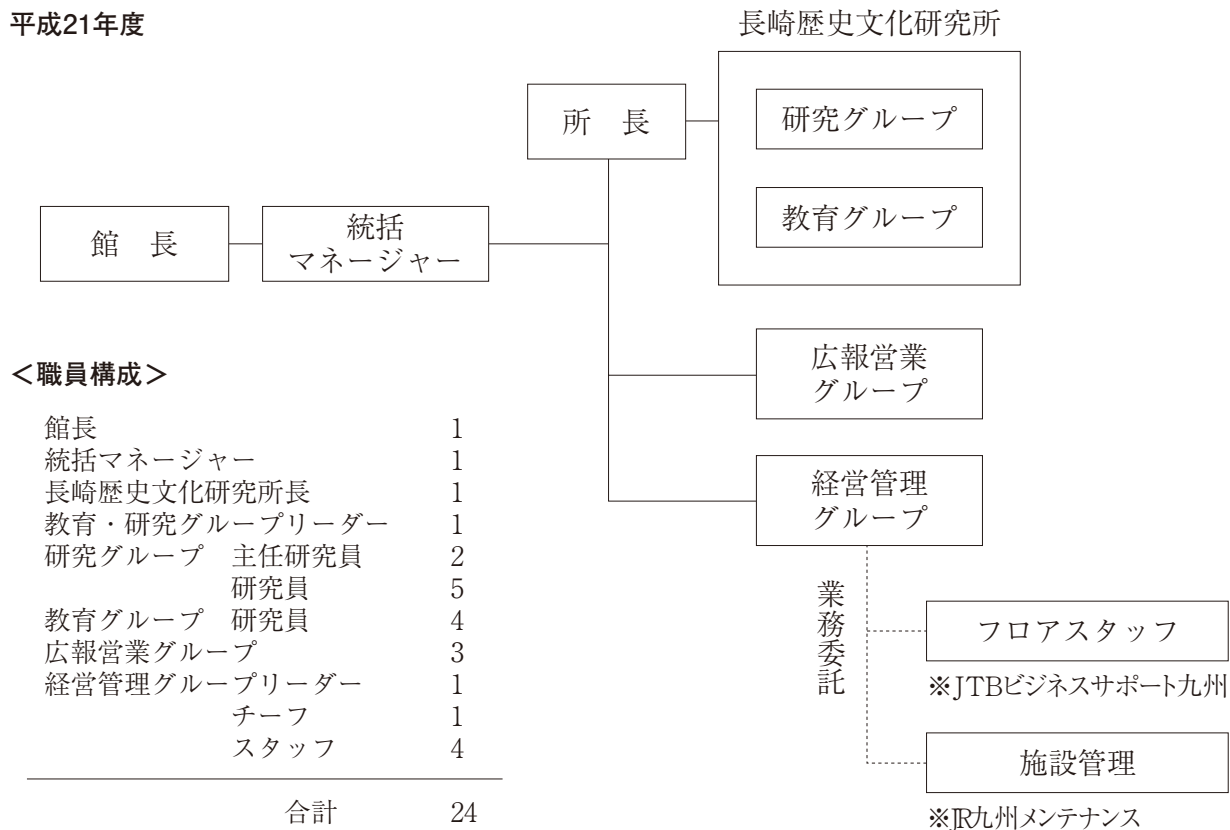 平成21年度
長崎歴史文化研究所
所　長
研究グループ
教育グループ
館　長
統括
マネージャー
広報営業
グループ
経営管理
グループ
業務委託
フロアスタッフ
※JTBビジネスサポート九州
施設管理
※JR九州メンテナンス
＜職員構成＞
館長　1
統括マネージャー　1
長崎歴史文化研究所長　1
教育・研究グループリーダー　1
研究グループ　主任研究員　2
研究員　5
教育グループ　研究員　4
広報営業グループ　3
経営管理グループリーダー　1
チーフ　1
スタッフ　4
合計　24